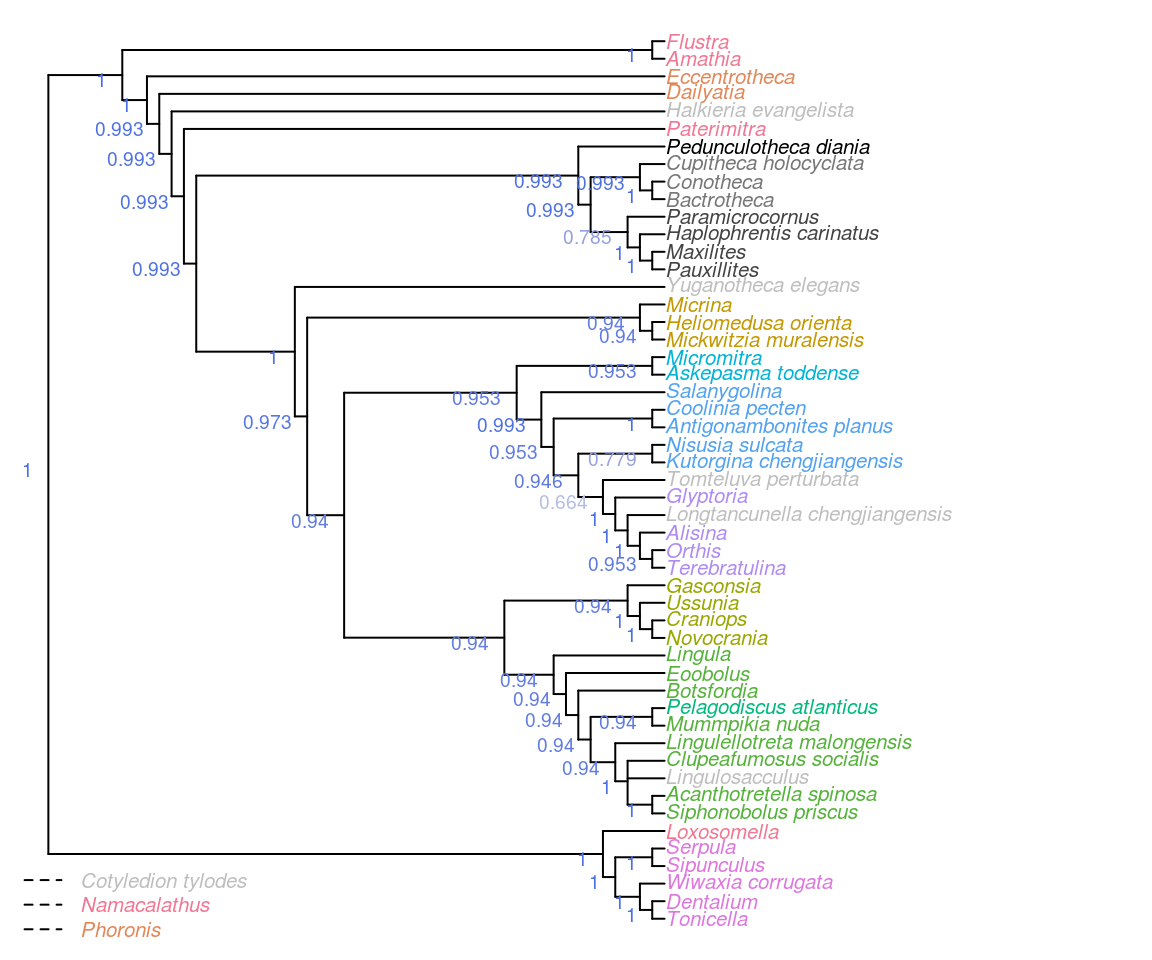 Flustra
1
Amathia
1
Eccentrotheca
1
Dailyatia
Halkieria evangelista
0.993
Paterimitra
Pedunculotheca diania
0.993
Cupitheca holocyclata
0.993
0.993
Conotheca
1
Bactrotheca
0.993
0.993
Paramicrocornus
Haplophrentis carinatus
0.785
Maxilites
1
1
Pauxillites
0.993
Yuganotheca elegans
Micrina
0.94
Heliomedusa orienta
0.94
Mickwitzia muralensis
1
Micromitra
0.953
Askepasma toddense
Salanygolina
0.953
Coolinia pecten
0.973
0.993
1
Antigonambonites planus
Nisusia sulcata
0.953
0.779
Kutorgina chengjiangensis
1
Tomteluva perturbata
0.946
Glyptoria
0.664
Longtancunella chengjiangensis
0.94
1
Alisina
1
Orthis
1
0.953
Terebratulina
Gasconsia
0.94
Ussunia
Craniops
1
1
Novocrania
0.94
Lingula
Eoobolus
0.94
Botsfordia
0.94
Pelagodiscus atlanticus
0.94
0.94
Mummpikia nuda
0.94
Lingulellotreta malongensis
Clupeafumosus socialis
0.94
Lingulosacculus
1
Acanthotretella spinosa
1
Siphonobolus priscus
Loxosomella
Serpula
1
1
Sipunculus
1
Wiwaxia corrugata
1
Dentalium
1
Tonicella
Cotyledion tylodes
Namacalathus
Phoronis